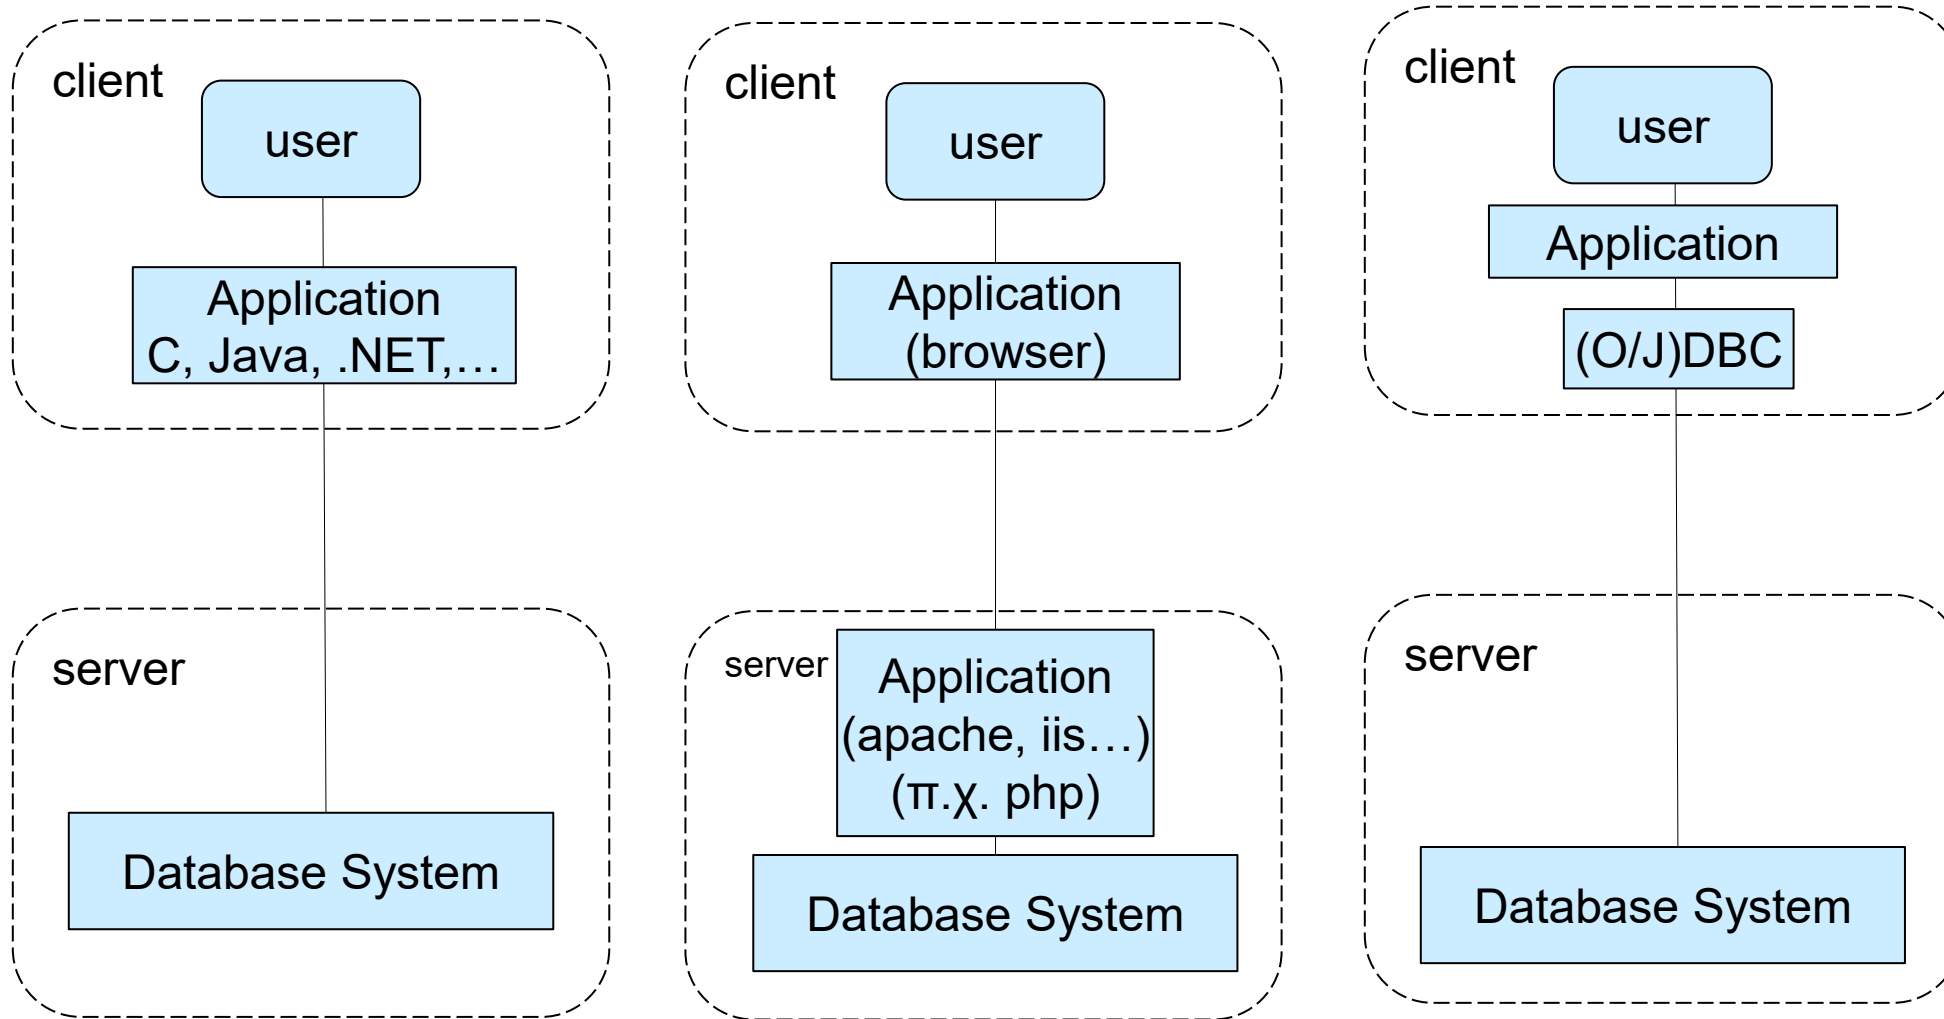 client
user
Application
C, Java, .NET,…
server
Database System
client
user
Application
(browser)
server
Application
(apache, iis…)
(π.χ. php)
Database System
client
user
Application
(O/J)DBC
server
Database System